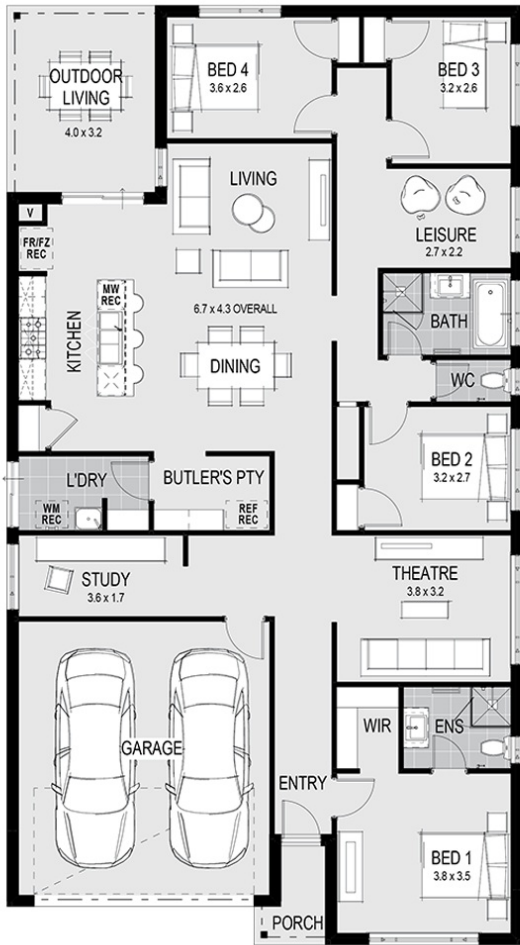 OUTDOOR
LIVING
4.0 x 3.2
BED 4
3.6 x 2.6
BED 3
3.2 x 2.6
LIVING
LEISURE
2.7 x 2.2
V
FR/FZ
REC
MW
REC
KITCHEN
6.7 x 4.3 OVERALL
DINING
BATH
WC
BED 2
3.2 x 2.7
L'DRY
WM
REC
BUTLER'S PTY
REF
REC
STUDY
3.6 x 1.7
THEATRE
3.8 x 3.2
GARAGE
WIR
ENS
ENTRY
BED 1
3.8 x 3.5
PORCH